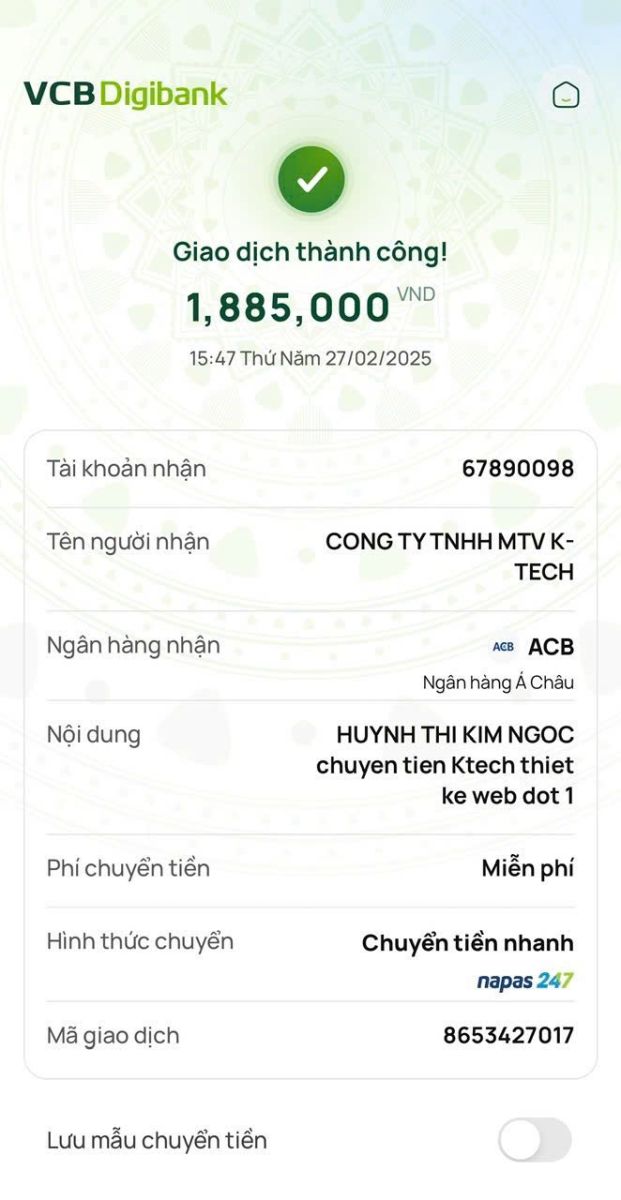 VCB Digibank
Giao dịch thành công!
1,885,000 VND
15:47 Thứ Năm 27/02/2025
Tài khoản nhận 67890098
Tên người nhận CONG TY TNHH MTV K-
TECH
Ngân hàng nhận ACB ACB
Ngân hàng Á Châu
Nội dung HUYNH THI KIM NGOC
chuyen tien Ktech thiet
ke web dot 1
Phí chuyển tiền Miễn phí
Hình thức chuyển Chuyển tiền nhanh
napas 247
Mã giao dịch 8653427017
Lưu mẫu chuyển tiền